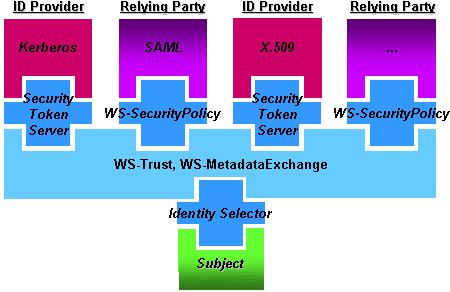 ID Provider Relying Party ID Provider Relying Party
Kerberos SAML X.509 ...
Security Token Server
WS-SecurityPolicy
Security Token Server
WS-SecurityPolicy
WS-Trust, WS-MetadataExchange
Identity Selector
Subject